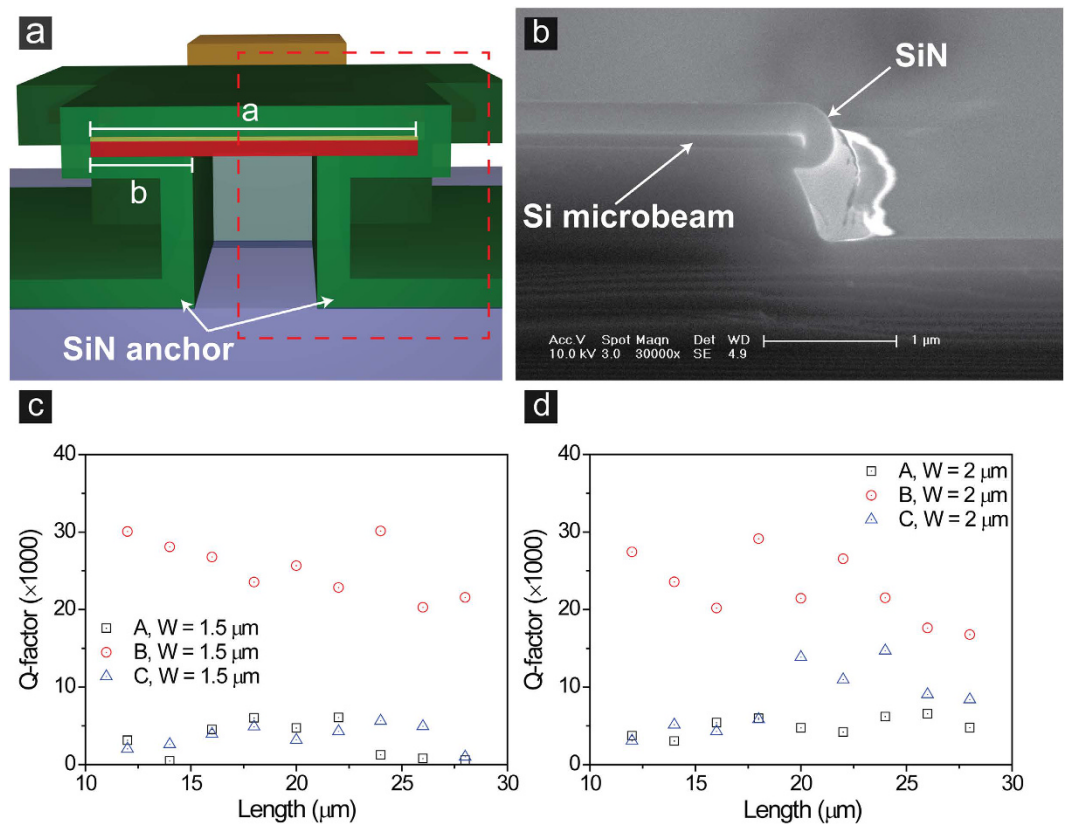 a
a
b
SiN anchor
b
SiN
Si microbeam
Acc.V Spot Magn Det WD
10.0 kV 3.0 30000x SE 4.9
1 μm
c
40
30
20
10
0
Q-factor (×1000)
A, W = 1.5 μm
B, W = 1.5 μm
C, W = 1.5 μm
10 15 20 25 30
Length (μm)
d
40
30
20
10
0
Q-factor (×1000)
A, W = 2 μm
B, W = 2 μm
C, W = 2 μm
10 15 20 25 30
Length (μm)